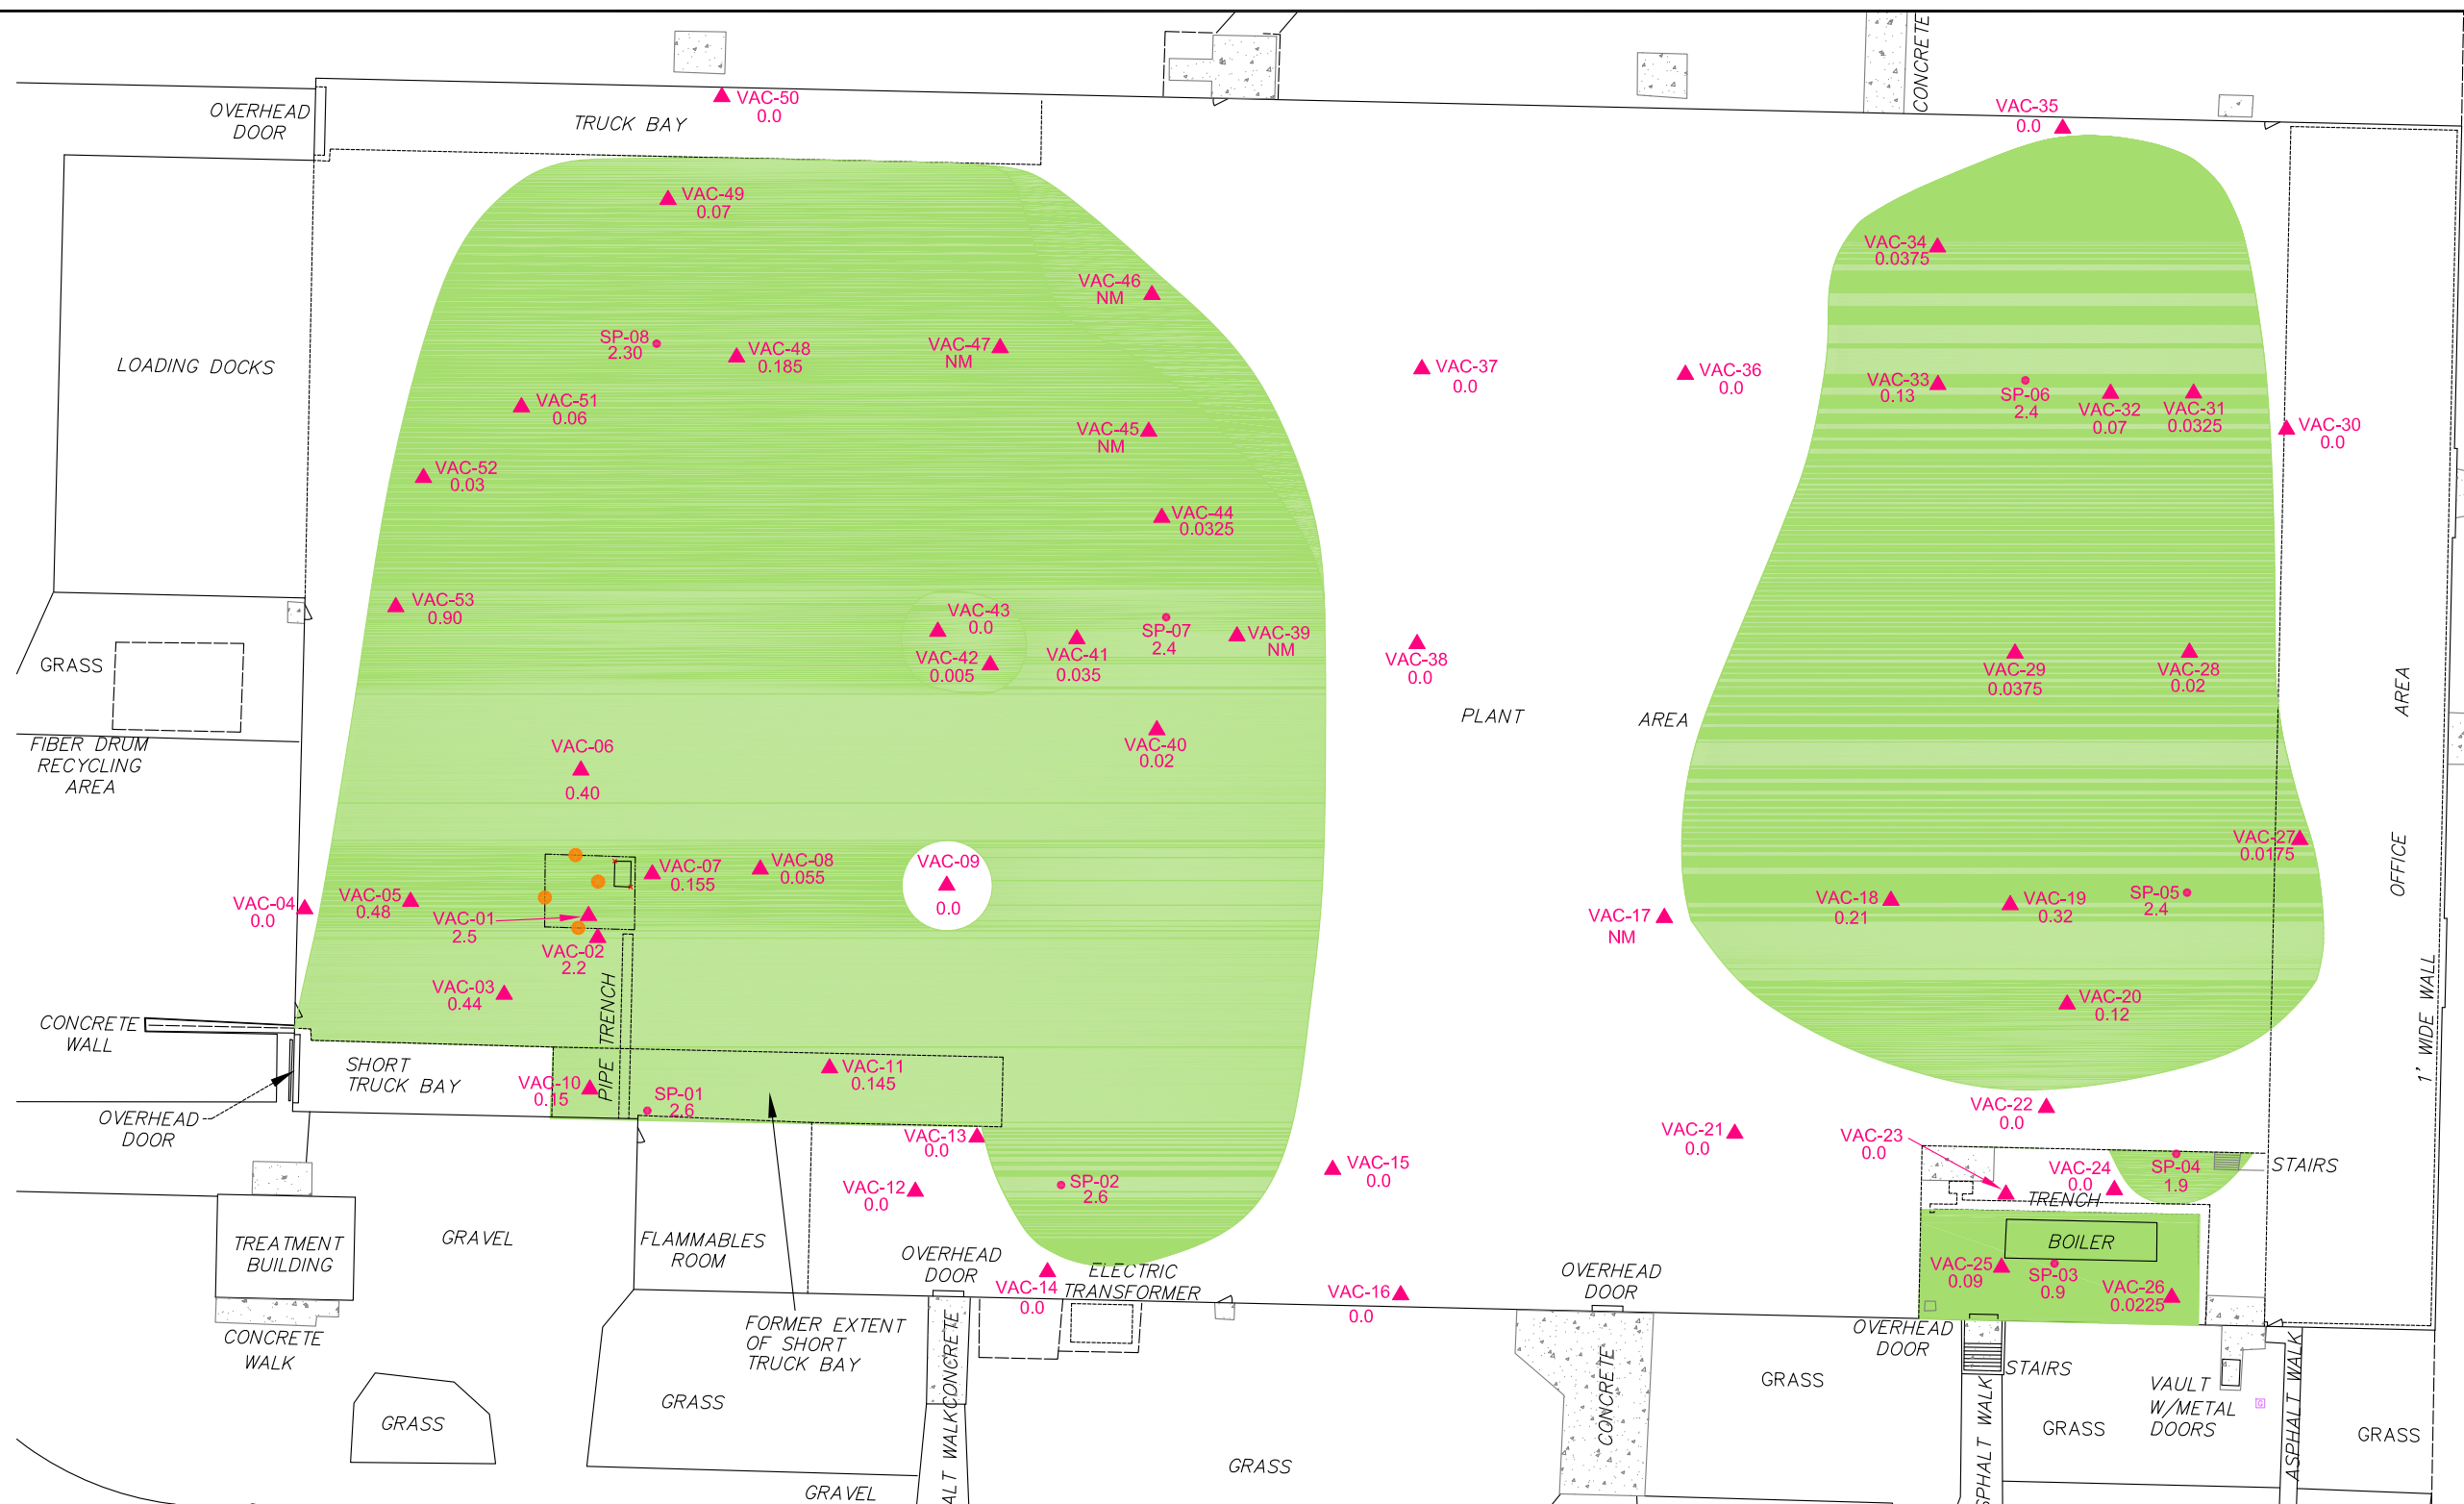 CONCRETE
OVERHEAD
DOOR
TRUCK BAY
VAC-50
0.0
VAC-35
0.0
VAC-49
0.07
VAC-34
0.0375
VAC-46
NM
SP-08
2.30
VAC-48
0.185
VAC-47
NM
LOADING DOCKS
VAC-37
0.0
VAC-36
0.0
VAC-33
0.13
SP-06
2.4
VAC-32
0.07
VAC-31
0.0325
VAC-30
0.0
VAC-51
0.06
VAC-45
NM
VAC-52
0.03
VAC-44
0.0325
VAC-53
0.90
VAC-43
0.0
VAC-42
0.005
VAC-41
0.035
SP-07
2.4
VAC-39
NM
VAC-38
0.0
VAC-29
0.0375
VAC-28
0.02
GRASS
PLANT
AREA
OFFICE AREA
VAC-40
0.02
FIBER DRUM
RECYCLING
AREA
VAC-06
0.40
VAC-07
0.155
VAC-08
0.055
VAC-09
0.0
VAC-27
0.0175
VAC-04
0.0
VAC-05
0.48
VAC-01
2.5
VAC-02
2.2
VAC-18
0.21
VAC-19
0.32
SP-05
2.4
VAC-17
NM
VAC-03
0.44
PIPE TRENCH
VAC-20
0.12
1' WIDE WALL
CONCRETE
WALL
SHORT
TRUCK BAY
VAC-10
0.15
SP-01
2.6
VAC-11
0.145
OVERHEAD
DOOR
VAC-13
0.0
VAC-12
0.0
SP-02
2.6
VAC-15
0.0
VAC-21
0.0
VAC-22
0.0
VAC-23
0.0
VAC-24
0.0
SP-04
1.9
STAIRS
TRENCH
TREATMENT
BUILDING
GRAVEL
FLAMMABLES
ROOM
OVERHEAD
DOOR
VAC-14
0.0
ELECTRIC
TRANSFORMER
VAC-16
0.0
OVERHEAD
DOOR
BOILER
VAC-25
0.09
SP-03
0.9
VAC-26
0.0225
CONCRETE
WALK
FORMER EXTENT
OF SHORT
TRUCK BAY
CONCRETE
CONCRETE
OVERHEAD
DOOR
STAIRS
GRASS
GRASS
GRASS
VAULT
W/METAL
DOORS
GRASS
GRASS
ASPHALT WALK
GRASS
GRAVEL
ALT WALK
SPHALT WALK
G